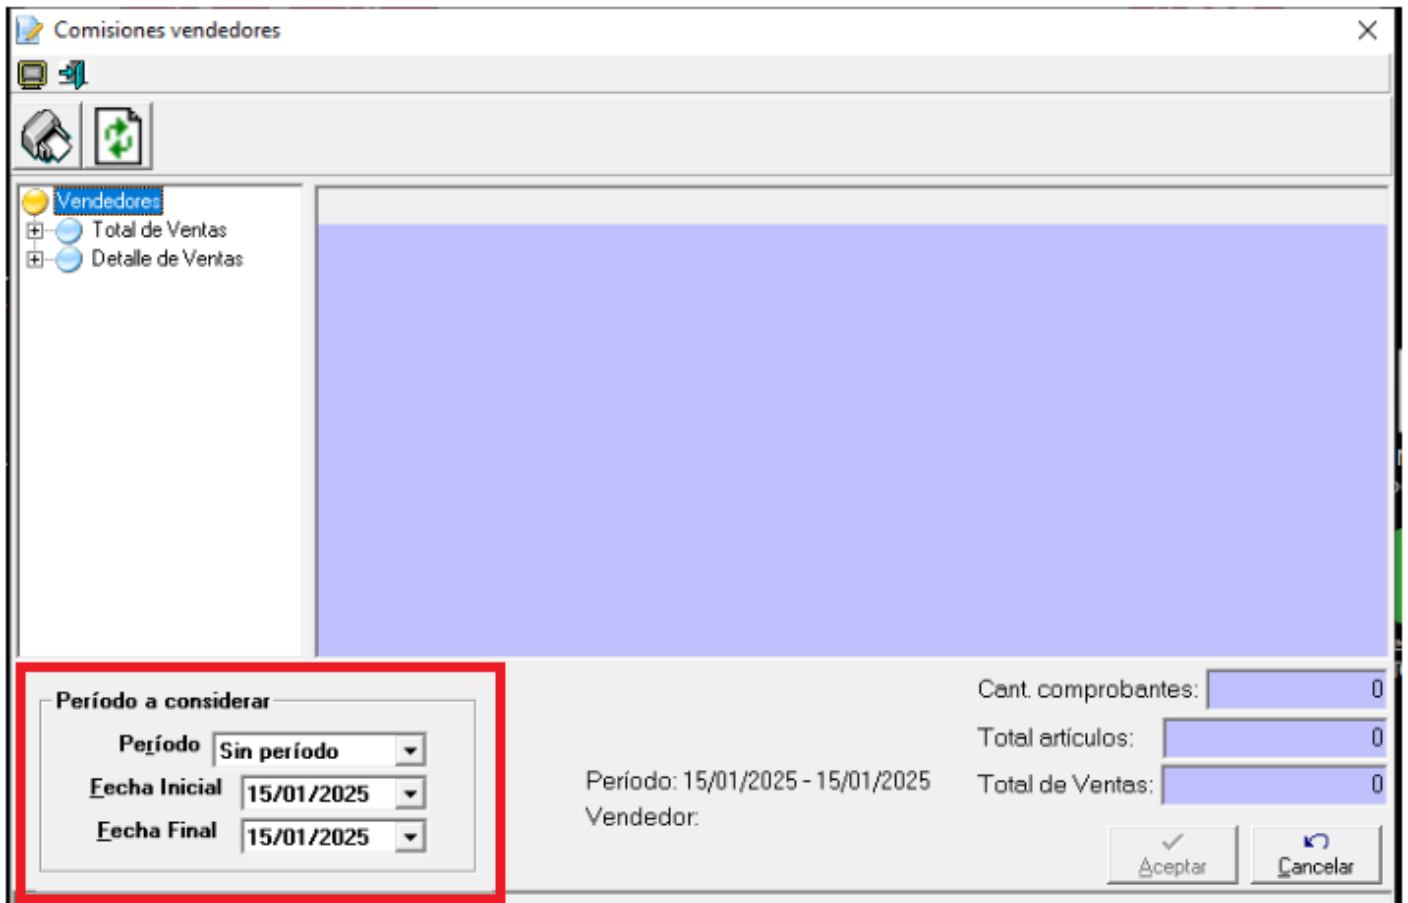 Comisiones vendedores
Vendedores
Total de Ventas
Detalle de Ventas
Período a considerar
Período Sin período
Fecha Inicial 15/01/2025
Fecha Final 15/01/2025
Período: 15/01/2025 - 15/01/2025
Vendedor:
Cant. comprobantes: 0
Total artículos: 0
Total de Ventas: 0
Aceptar
Cancelar